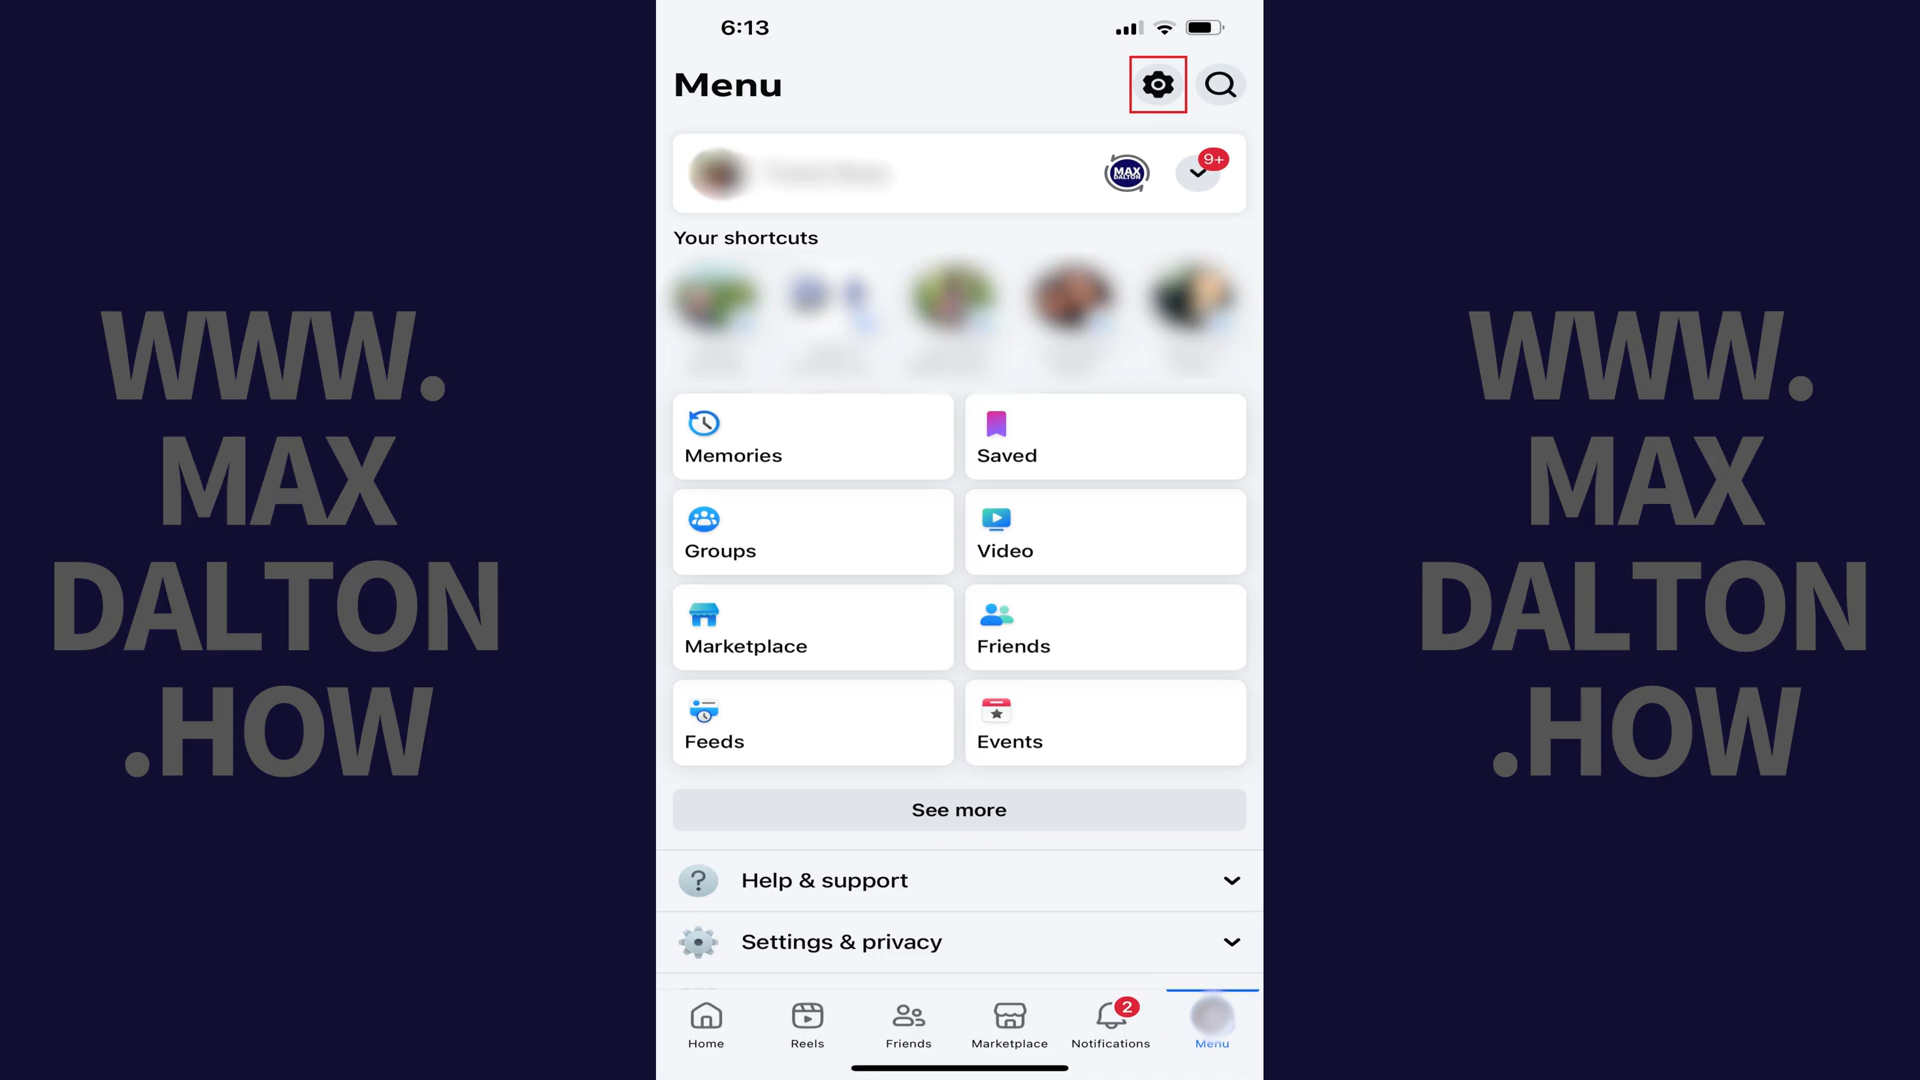 6:13
Menu
MAX
DALTON
9+
Your shortcuts
Memories
Saved
Groups
Video
Marketplace
Friends
Feeds
Events
See more
Help & support
Settings & privacy
2
Home
Reels
Friends
Marketplace
Notifications
Menu
WWW.
MAX
DALTON
.HOW
WWW.
MAX
DALTON
.HOW